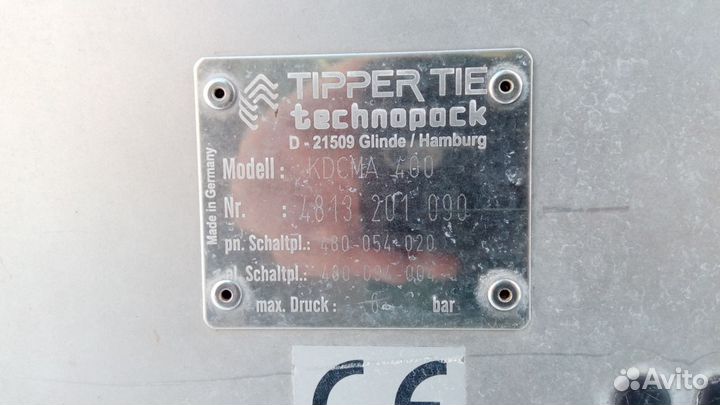 TIPPER TIE
technopack
D - 21509 Glinde / Hamburg
Made in Germany
Modell : KDCMA 400
Nr. : 4813 201 090
pn. Schaltpl.: 480-054-020
el. Schaltpl.:
max. Druck : 6 bar
CE
Avito